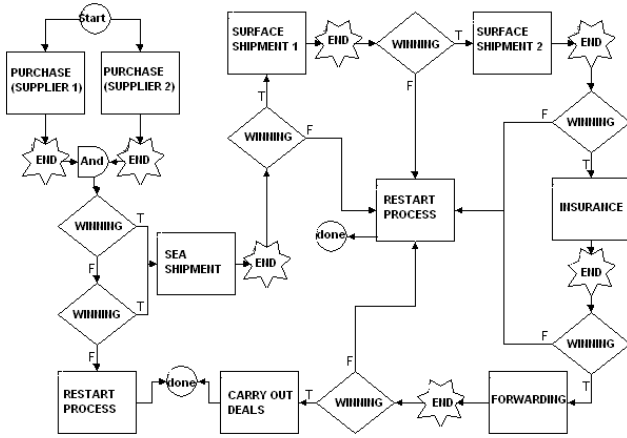 Start
PURCHASE
(SUPPLIER 1)
PURCHASE
(SUPPLIER 2)
END
And
END
WINNING
T
F
WINNING
T
F
RESTART
PROCESS
done
SEA
SHIPMENT
END
WINNING
T
F
SURFACE
SHIPMENT 1
END
WINNING
T
F
SURFACE
SHIPMENT 2
END
WINNING
F
T
INSURANCE
END
WINNING
F
T
FORWARDING
END
WINNING
F
T
CARRY OUT
DEALS
RESTART
PROCESS
done